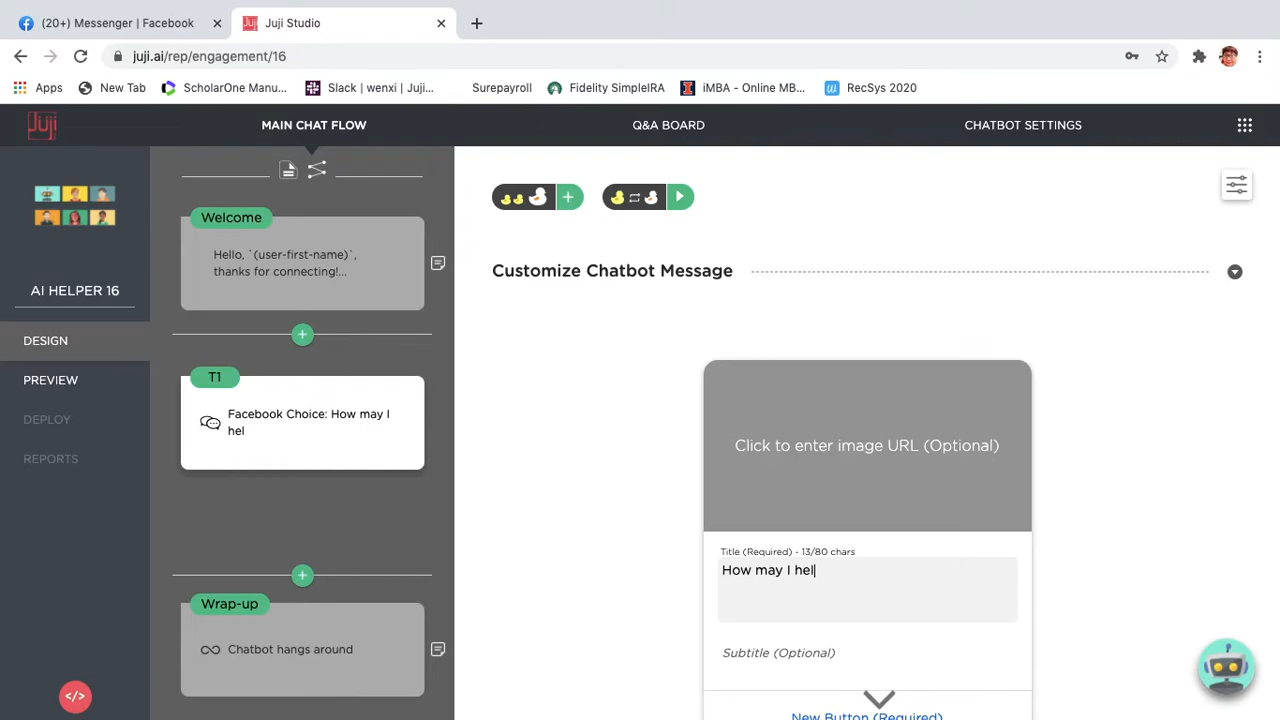 (20+) Messenger | Facebook
Juji Studio
juji.ai/rep/engagement/16
Apps
New Tab
ScholarOne Manu...
Slack | wenxi | Juji...
Surepayroll
Fidelity SimpleIRA
iMBA - Online MB...
RecSys 2020
Juji
MAIN CHAT FLOW
Q&A BOARD
CHATBOT SETTINGS
AI HELPER 16
DESIGN
PREVIEW
DEPLOY
REPORTS
</>
Welcome
Hello, `(user-first-name)`,
thanks for connecting!...
T1
Facebook Choice: How may I
hel
Wrap-up
Chatbot hangs around
Customize Chatbot Message
Click to enter image URL (Optional)
Title (Required) - 13/80 chars
How may I hel
Subtitle (Optional)
New Button (Required)